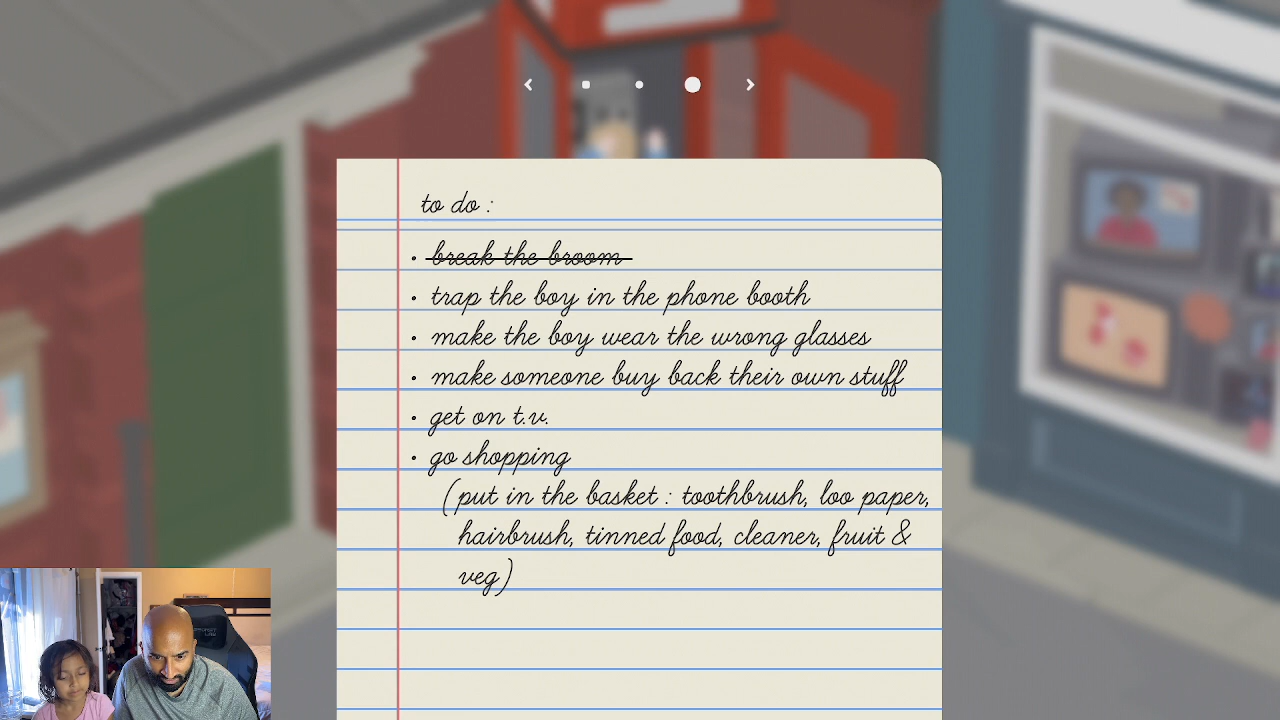 to do :
• break the broom
• trap the boy in the phone booth
• make the boy wear the wrong glasses
• make someone buy back their own stuff
• get on t.v.
• go shopping
(put in the basket : toothbrush, loo paper,
hairbrush, tinned food, cleaner, fruit &
veg)